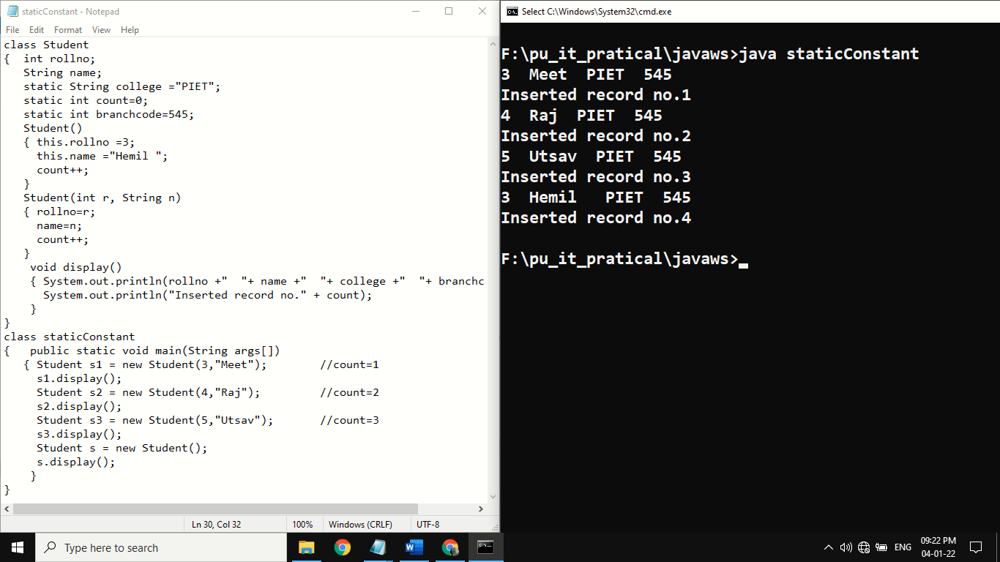 staticConstant - Notepad
File Edit Format View Help
class Student
{  int rollno;
   String name;
   static String college ="PIET";
   static int count=0;
   static int branchcode=545;
   Student()
   { this.rollno =3;
     this.name ="Hemil ";
     count++;
   }
   Student(int r, String n)
   { rollno=r;
     name=n;
     count++;
   }
    void display()
    { System.out.println(rollno +"  "+ name +"  "+ college +"  "+ branchc
      System.out.println("Inserted record no." + count);
    }
}
class staticConstant
{   public static void main(String args[])
   { Student s1 = new Student(3,"Meet");        //count=1
     s1.display();
     Student s2 = new Student(4,"Raj");         //count=2
     s2.display();
     Student s3 = new Student(5,"Utsav");       //count=3
     s3.display();
     Student s = new Student();
     s.display();
    }
}
Ln 30, Col 32 100% Windows (CRLF) UTF-8
Select C:\Windows\System32\cmd.exe
F:\pu_it_pratical\javaws>java staticConstant
3  Meet  PIET  545
Inserted record no.1
4  Raj  PIET  545
Inserted record no.2
5  Utsav  PIET  545
Inserted record no.3
3  Hemil   PIET  545
Inserted record no.4
F:\pu_it_pratical\javaws>
Type here to search
ENG
09:22 PM
04-01-22